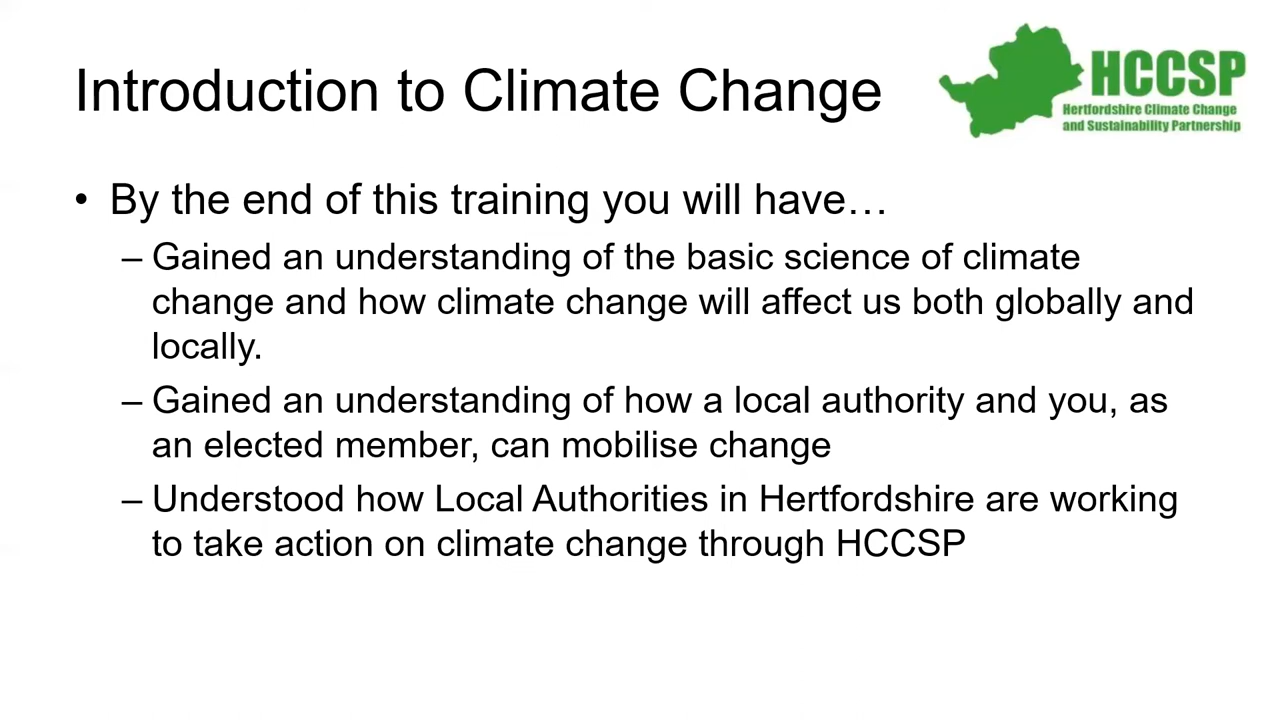 Introduction to Climate Change
HCCSP
Hertfordshire Climate Change
and Sustainability Partnership
• By the end of this training you will have…
– Gained an understanding of the basic science of climate
change and how climate change will affect us both globally and
locally.
– Gained an understanding of how a local authority and you, as
an elected member, can mobilise change
– Understood how Local Authorities in Hertfordshire are working
to take action on climate change through HCCSP